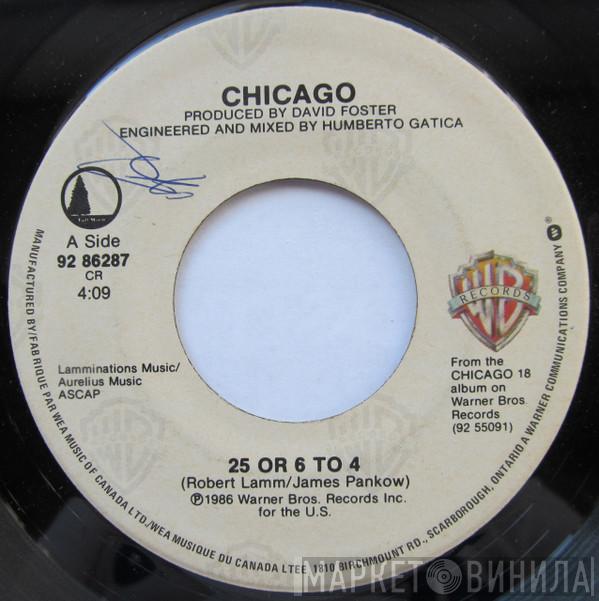 CHICAGO
PRODUCED BY DAVID FOSTER
ENGINEERED AND MIXED BY HUMBERTO GATICA
Full Moon
A Side
92 86287
CR
4:09
WB
RECORDS
®
Lamminations Music/
Aurelius Music
ASCAP
From the
CHICAGO 18
album on
Warner Bros.
Records
(92 55091)
25 OR 6 TO 4
(Robert Lamm/James Pankow)
℗1986 Warner Bros. Records Inc.
for the U.S.
MANUFACTURED BY/FABRIQUE PAR WEA MUSIC OF CANADA LTD./WEA MUSIQUE DU CANADA LTEE 1810 BIRCHMOUNT RD., SCARBOROUGH, ONTARIO A WARNER COMMUNICATIONS COMPANY ®
МАРКЕТ ВИНИЛА